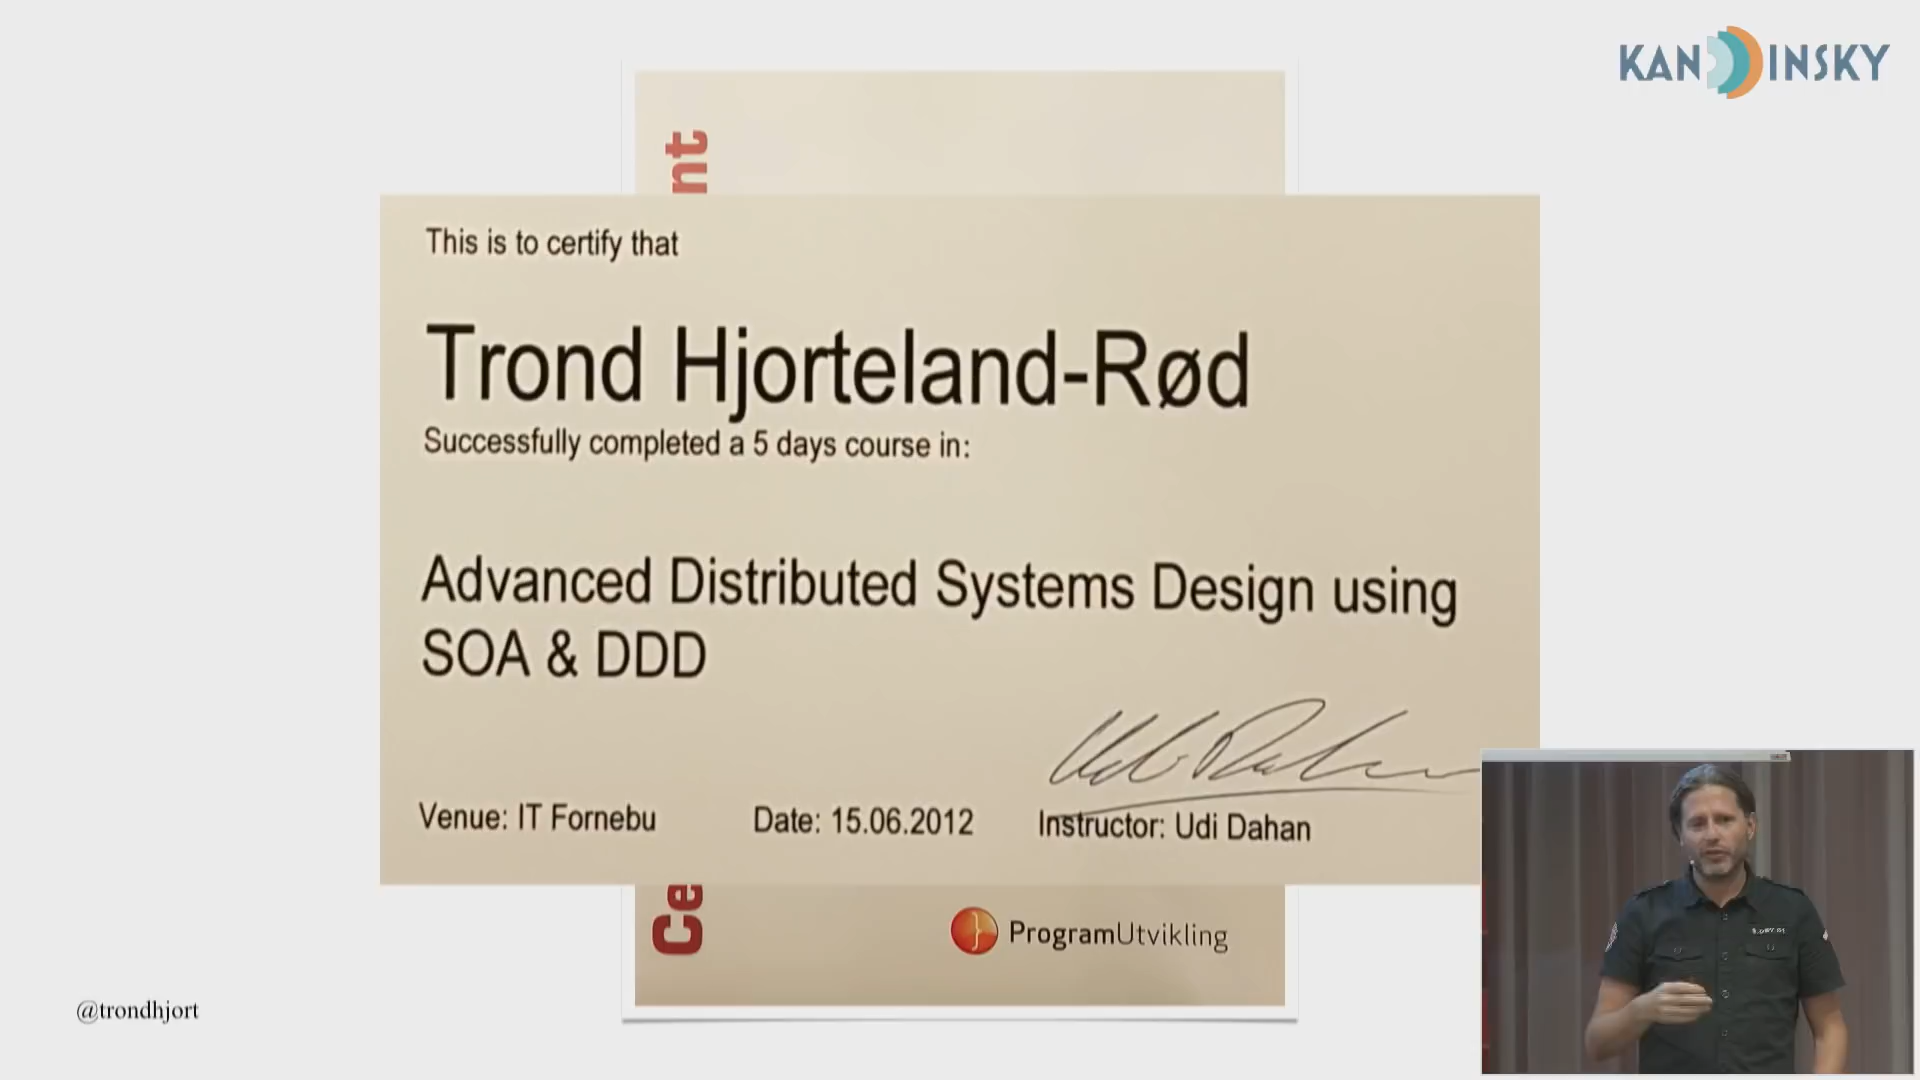 KANDINSKY
nt
This is to certify that
Trond Hjorteland-Rød
Successfully completed a 5 days course in:
Advanced Distributed Systems Design using
SOA & DDD
Venue: IT Fornebu
Date: 15.06.2012
Instructor: Udi Dahan
Ce
ProgramUtvikling
@trondhjort